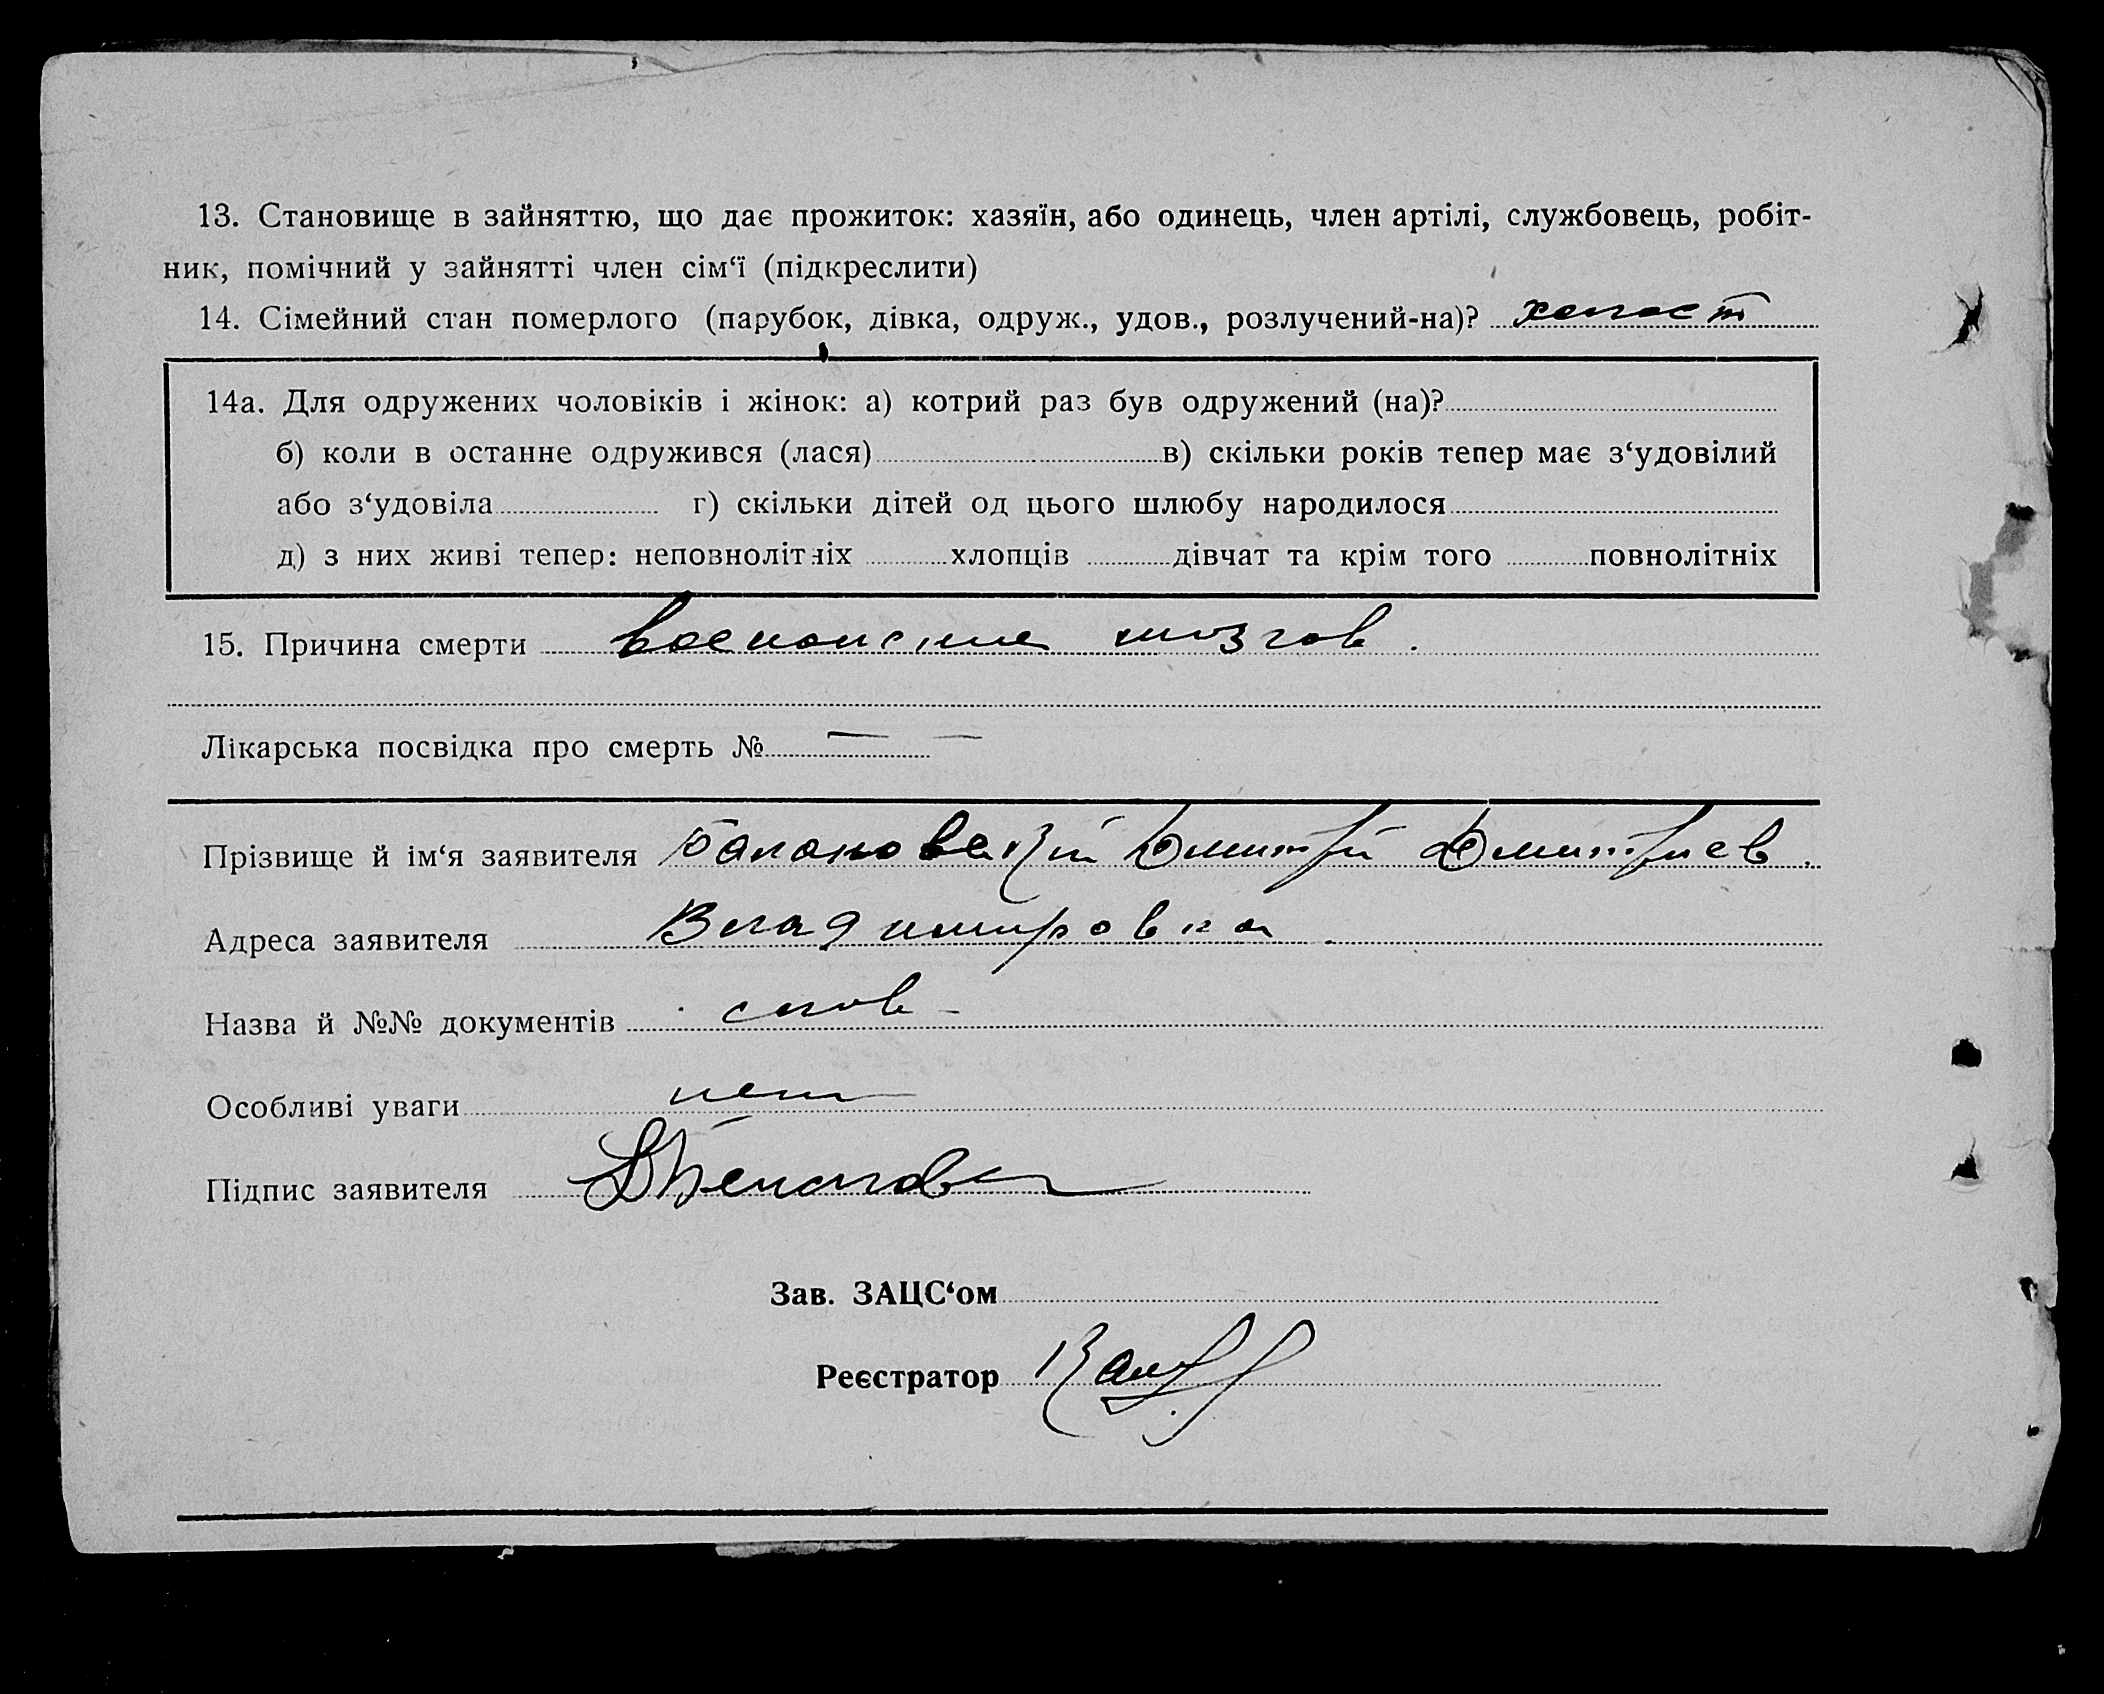 13. Становище в зайняттю, що дає прожиток: хазяїн, або одинець, член артілі, службовець, робіт-
ник, помічний у зайнятті член сім‘ї (підкреслити)
14. Сімейний стан померлого (парубок, дівка, одруж., удов., розлучений-на)? холост
14а. Для одружених чоловіків і жінок: а) котрий раз був одружений (на)?
б) коли в останне одружився (лася) в) скільки років тепер має з‘удовілий
або з‘удовіла г) скільки дітей од цього шлюбу народилося
д) з них живі тепер: неповнолітніх хлопців дівчат та крім того повнолітніх
15. Причина смерти воспаление мозгов.
Лікарська посвідка про смерть № — —
Прізвище й ім‘я заявителя Балановский Дмитрий Дмитриев.
Адреса заявителя Владимировка.
Назва й №№ документів слов-
Особливі уваги нет
Підпис заявителя
Зав. ЗАЦС‘ом
Реєстратор